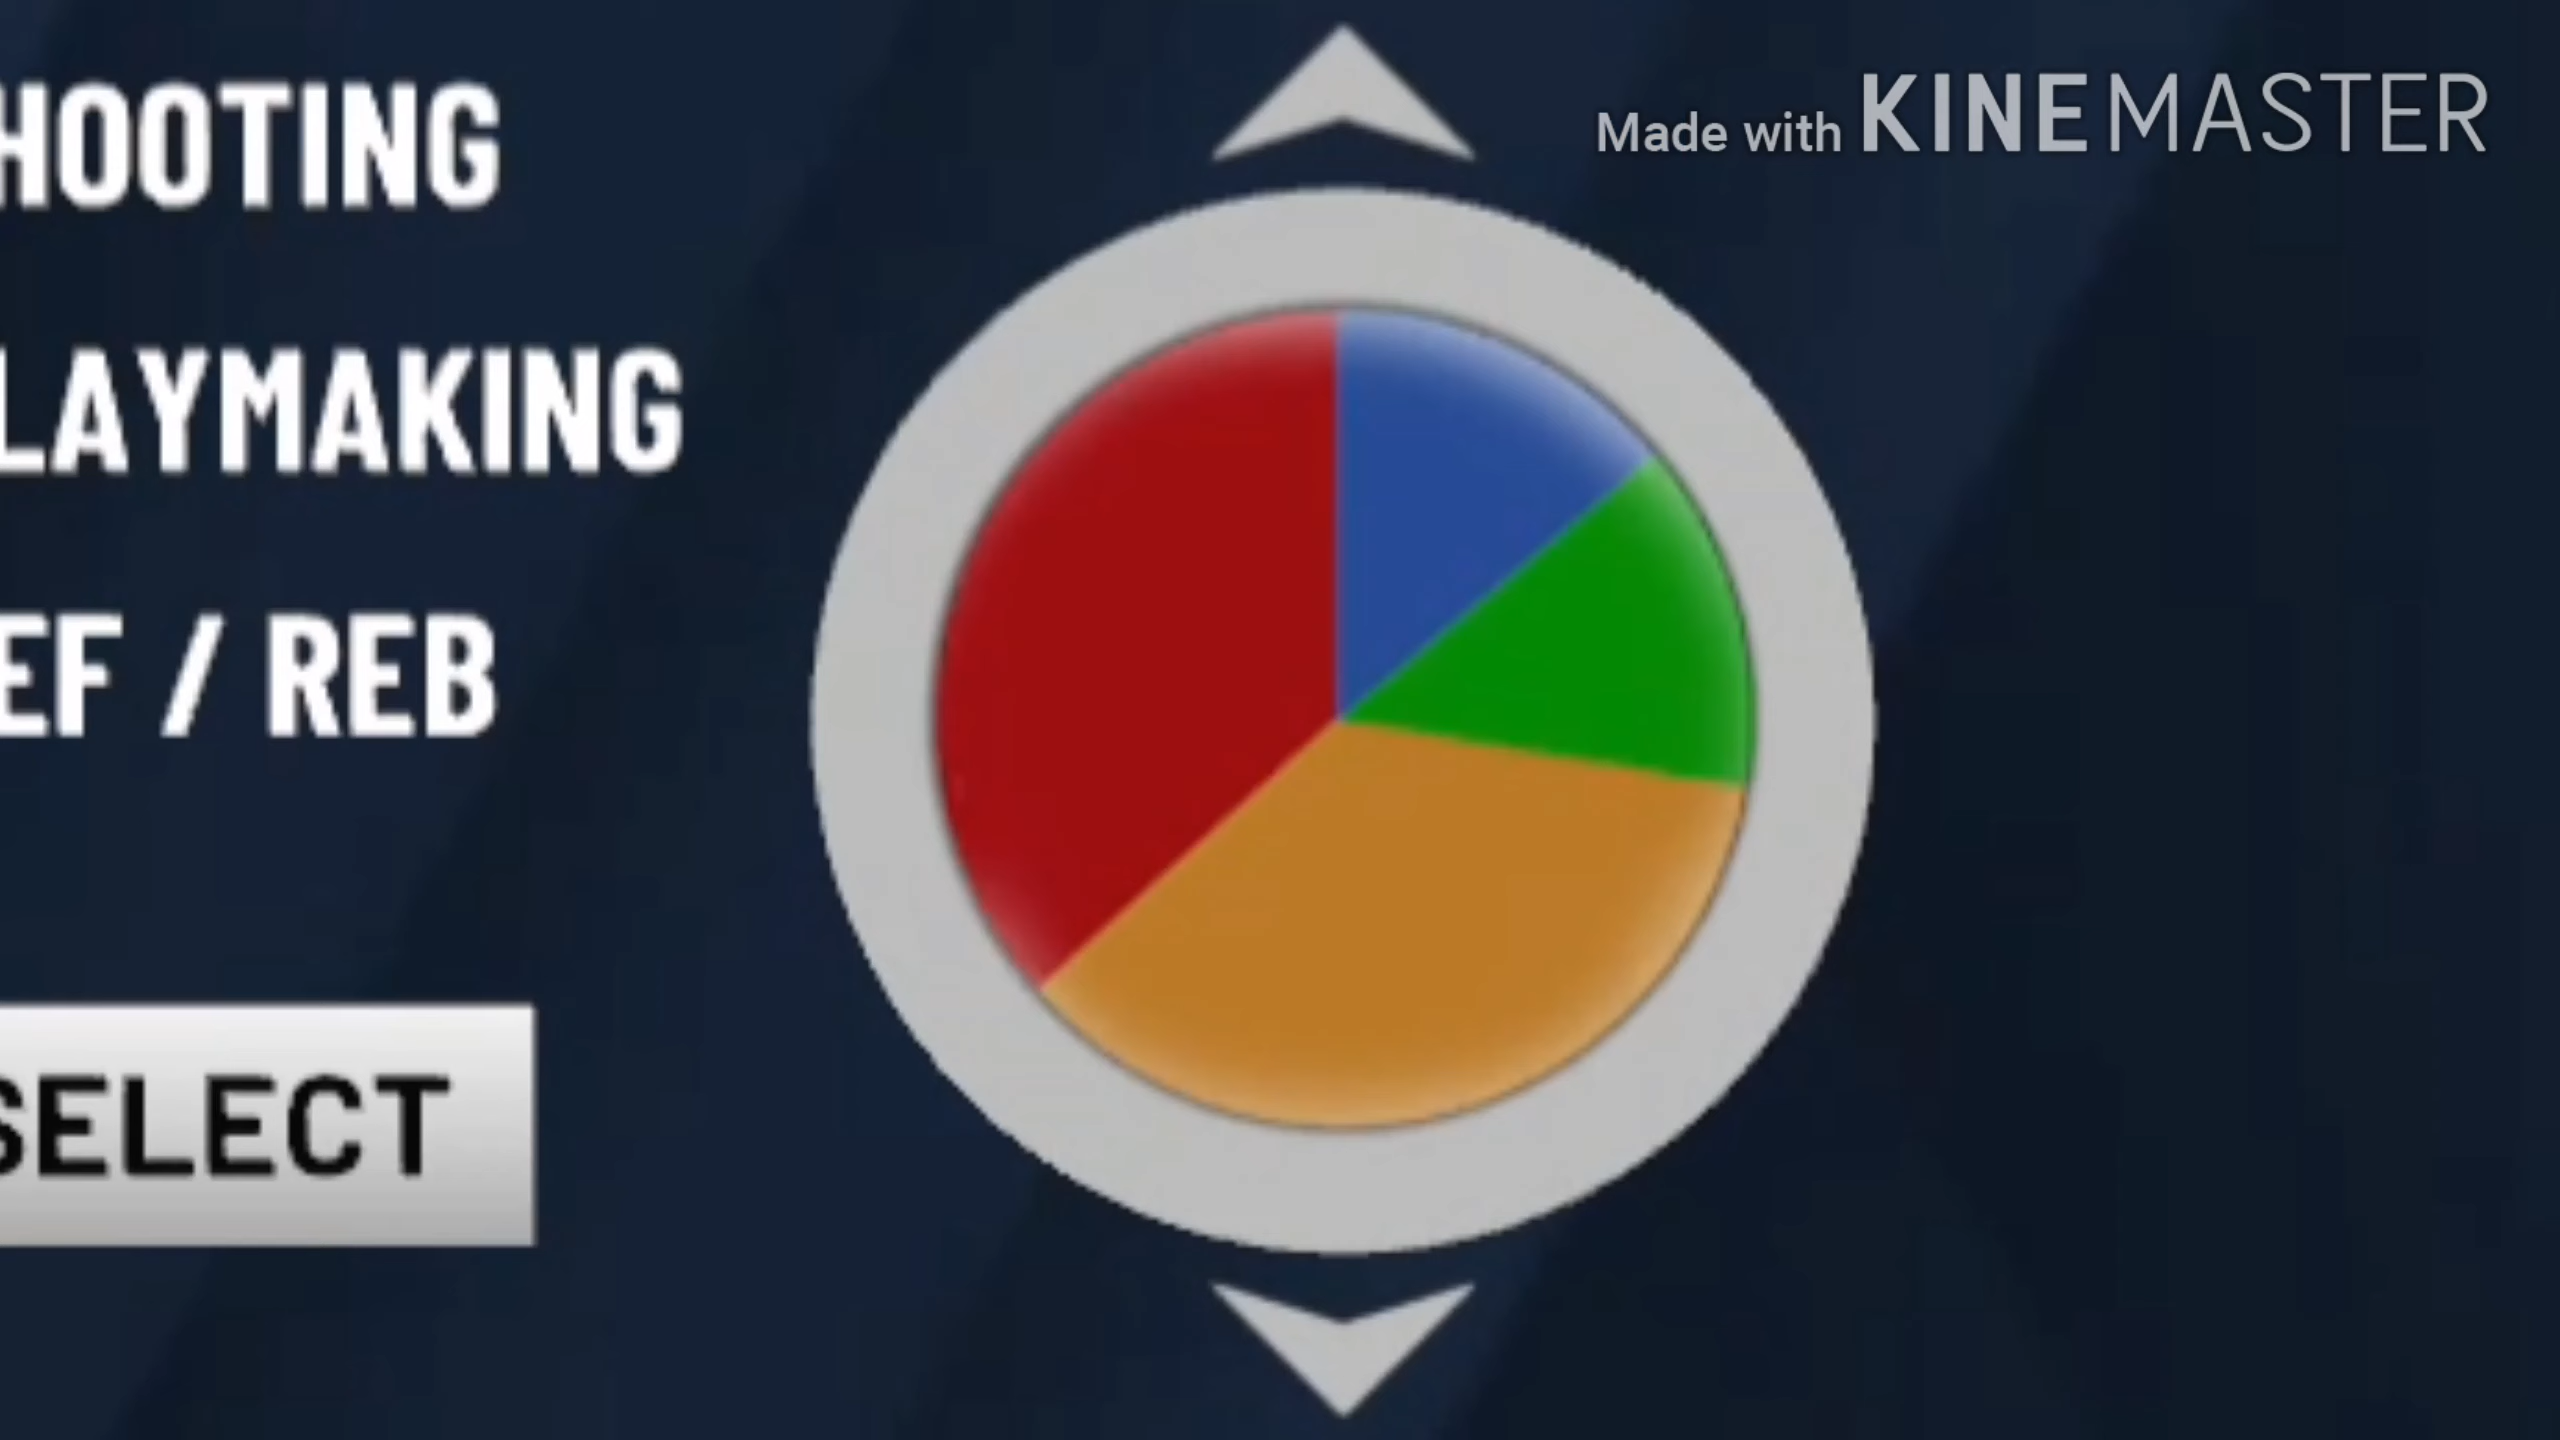 HOOTING
LAYMAKING
EF / REB
SELECT
Made with KINEMASTER